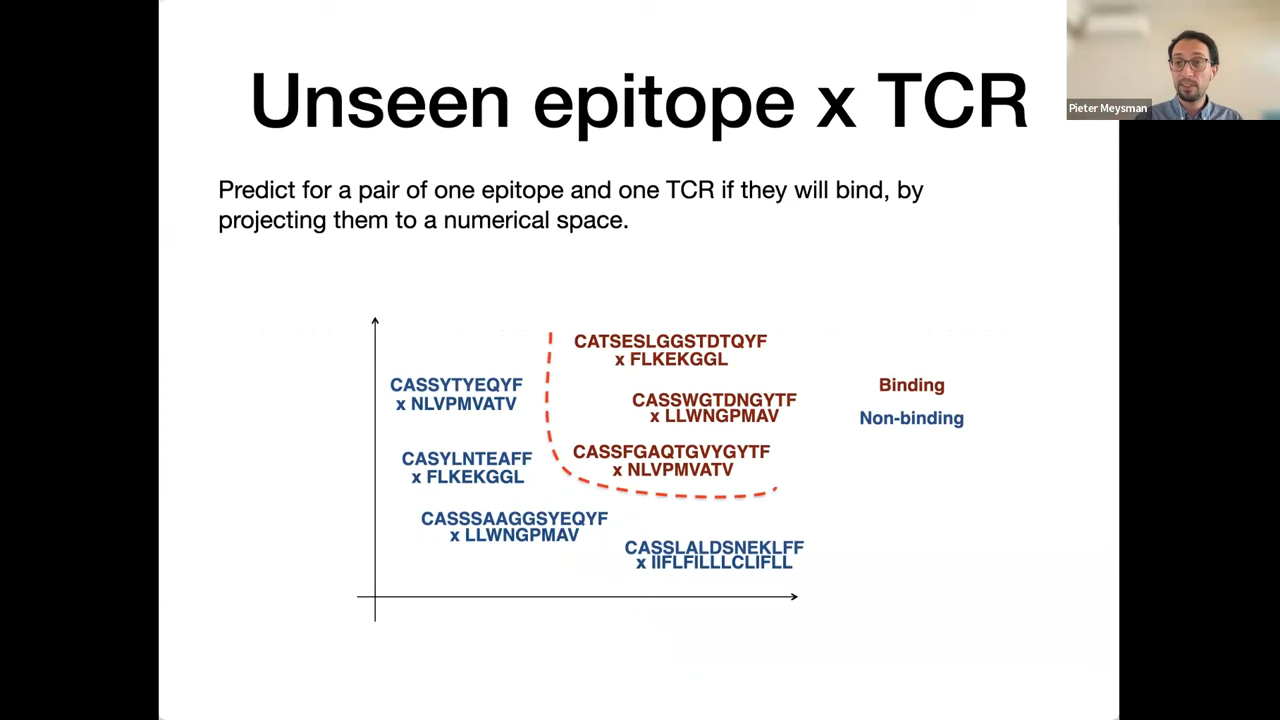 Unseen epitope x TCR
Pieter Meysman
Predict for a pair of one epitope and one TCR if they will bind, by
projecting them to a numerical space.
CATSESLGGSTDTQYF
x FLKEKGGL
CASSYTYEQYF
x NLVPMVATV
CASSWGTDNGYTF
x LLWNGPMAV
Binding
Non-binding
CASSFGAQTGVYGYTF
x NLVPMVATV
CASYLNTEAFF
x FLKEKGGL
CASSSAAGGSYEQYF
x LLWNGPMAV
CASSLALDSNEKLFF
x IIFLFILLLCLIFLL